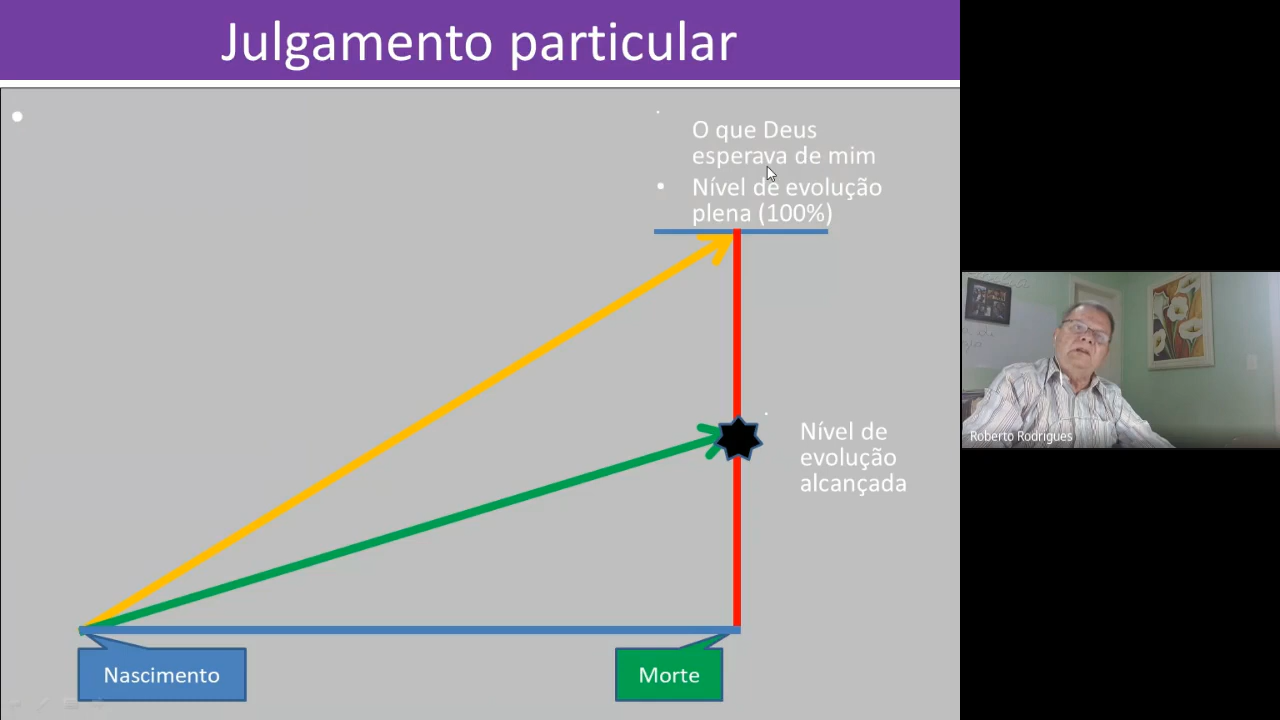 Julgamento particular
O que Deus
esperava de mim
Nível de evolução
plena (100%)
Nível de
evolução
alcançada
Nascimento
Morte
Roberto Rodrigues